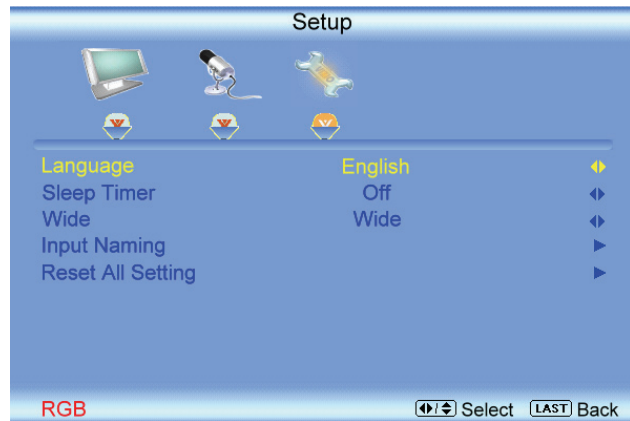 Setup
Language English
Sleep Timer Off
Wide Wide
Input Naming
Reset All Setting
RGB Select LAST Back